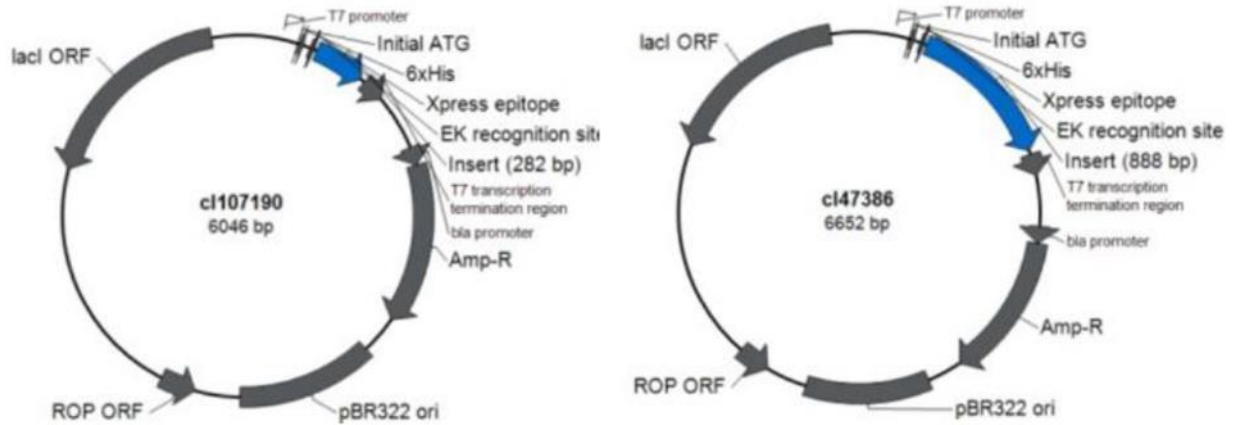 T7 promoter
lacI ORF
Initial ATG
6xHis
Xpress epitope
EK recognition site
Insert (282 bp)
T7 transcription
termination region
bla promoter
Amp-R
cl107190
6046 bp
ROP ORF
pBR322 ori
T7 promoter
lacI ORF
Initial ATG
6xHis
Xpress epitope
EK recognition site
Insert (888 bp)
T7 transcription
termination region
bla promoter
Amp-R
cl47386
6652 bp
ROP ORF
pBR322 ori